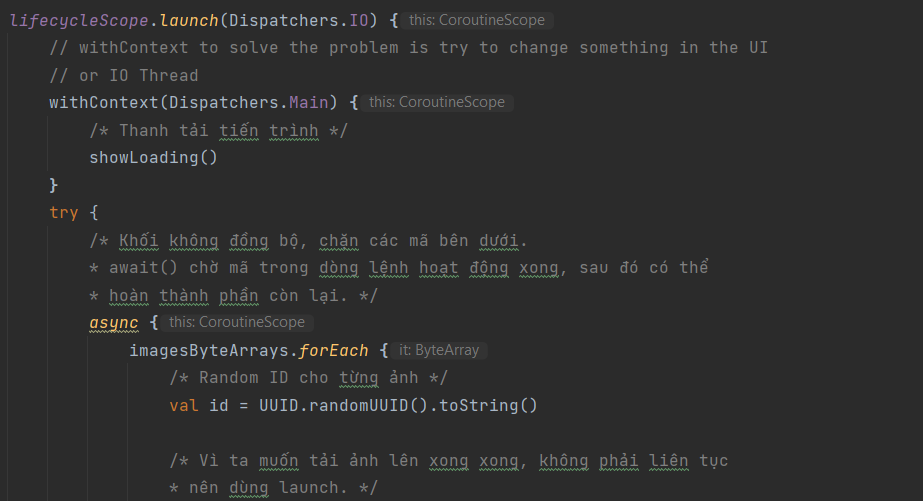 lifecycleScope.launch(Dispatchers.IO) { this: CoroutineScope
// withContext to solve the problem is try to change something in the UI
// or IO Thread
withContext(Dispatchers.Main) { this: CoroutineScope
/* Thanh tải tiến trình */
showLoading()
}
try {
/* Khối không đồng bộ, chặn các mã bên dưới.
* await() chờ mã trong dòng lệnh hoạt động xong, sau đó có thể
* hoàn thành phần còn lại. */
async { this: CoroutineScope
imagesByteArrays.forEach { it: ByteArray
/* Random ID cho từng ảnh */
val id = UUID.randomUUID().toString()
/* Vì ta muốn tải ảnh lên xong xong, không phải liên tục
* nên dùng launch. */